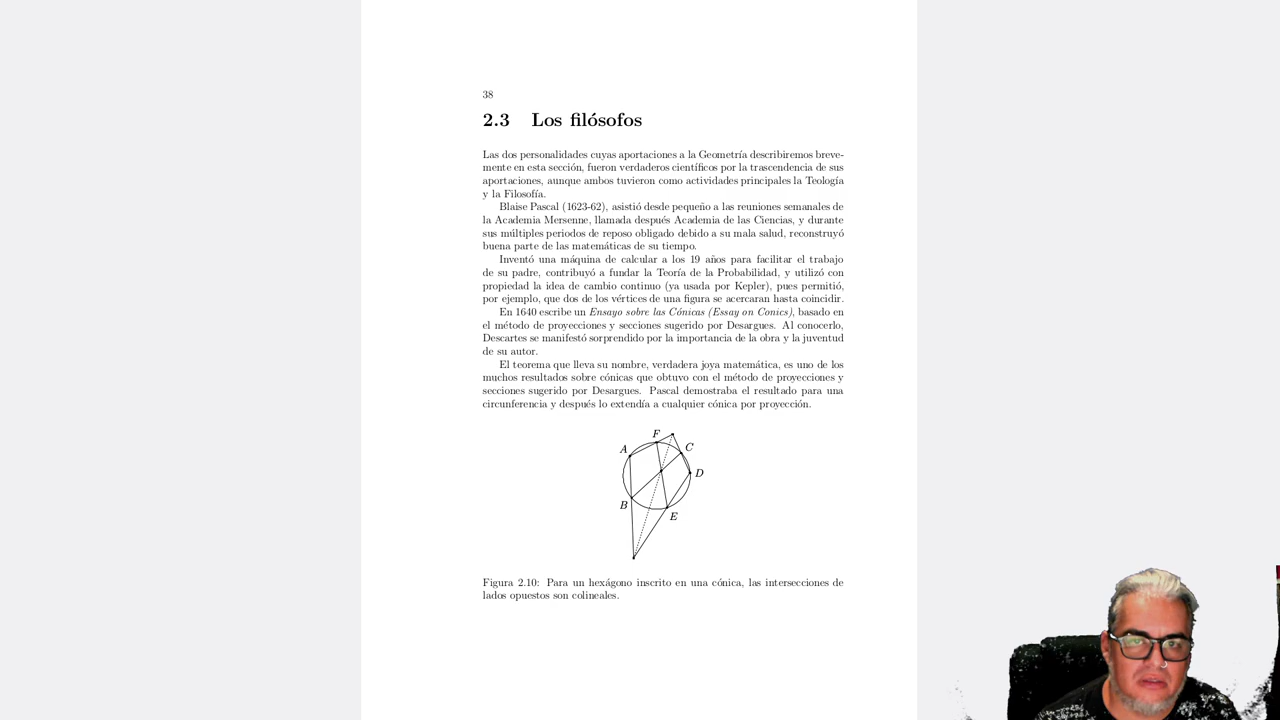 38
2.3 Los filósofos
Las dos personalidades cuyas aportaciones a la Geometría describiremos breve-
mente en esta sección, fueron verdaderos científicos por la trascendencia de sus
aportaciones, aunque ambos tuvieron como actividades principales la Teología
y la Filosofía.
Blaise Pascal (1623-62), asistió desde pequeño a las reuniones semanales de
la Academia Mersenne, llamada después Academia de las Ciencias, y durante
sus múltiples periodos de reposo obligado debido a su mala salud, reconstruyó
buena parte de las matemáticas de su tiempo.
Inventó una máquina de calcular a los 19 años para facilitar el trabajo
de su padre, contribuyó a fundar la Teoría de la Probabilidad, y utilizó con
propiedad la idea de cambio continuo (ya usada por Kepler), pues permitió,
por ejemplo, que dos de los vértices de una figura se acercaran hasta coincidir.
En 1640 escribe un Ensayo sobre las Cónicas (Essay on Conics), basado en
el método de proyecciones y secciones sugerido por Desargues. Al conocerlo,
Descartes se manifestó sorprendido por la importancia de la obra y la juventud
de su autor.
El teorema que lleva su nombre, verdadera joya matemática, es uno de los
muchos resultados sobre cónicas que obtuvo con el método de proyecciones y
secciones sugerido por Desargues. Pascal demostraba el resultado para una
circunferencia y después lo extendía a cualquier cónica por proyección.
F
A
C
D
B
E
Figura 2.10: Para un hexágono inscrito en una cónica, las intersecciones de
lados opuestos son colineales.